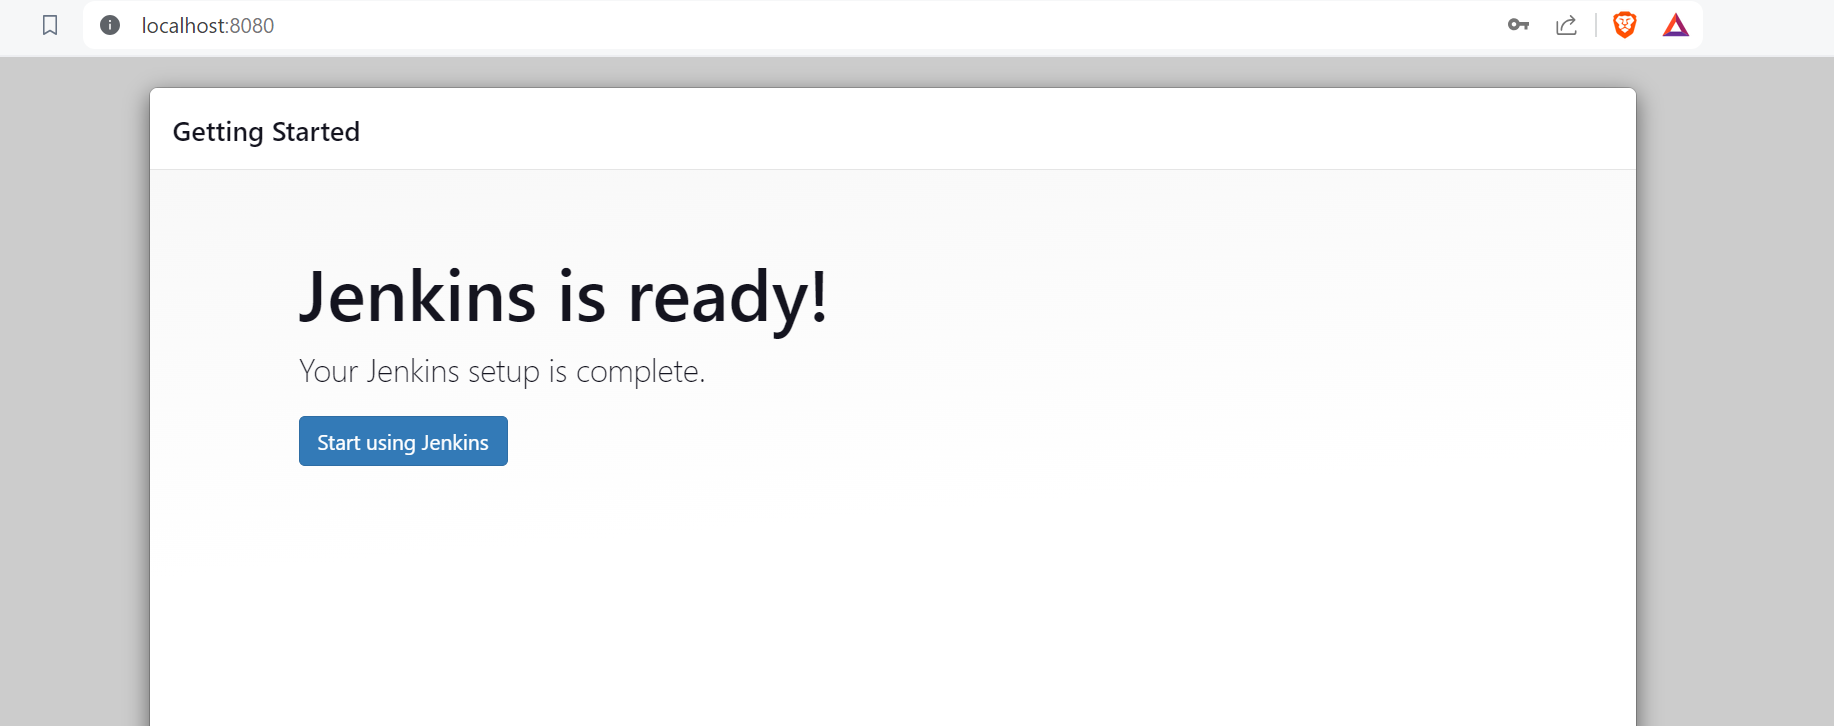 localhost:8080
Getting Started
Jenkins is ready!
Your Jenkins setup is complete.
Start using Jenkins